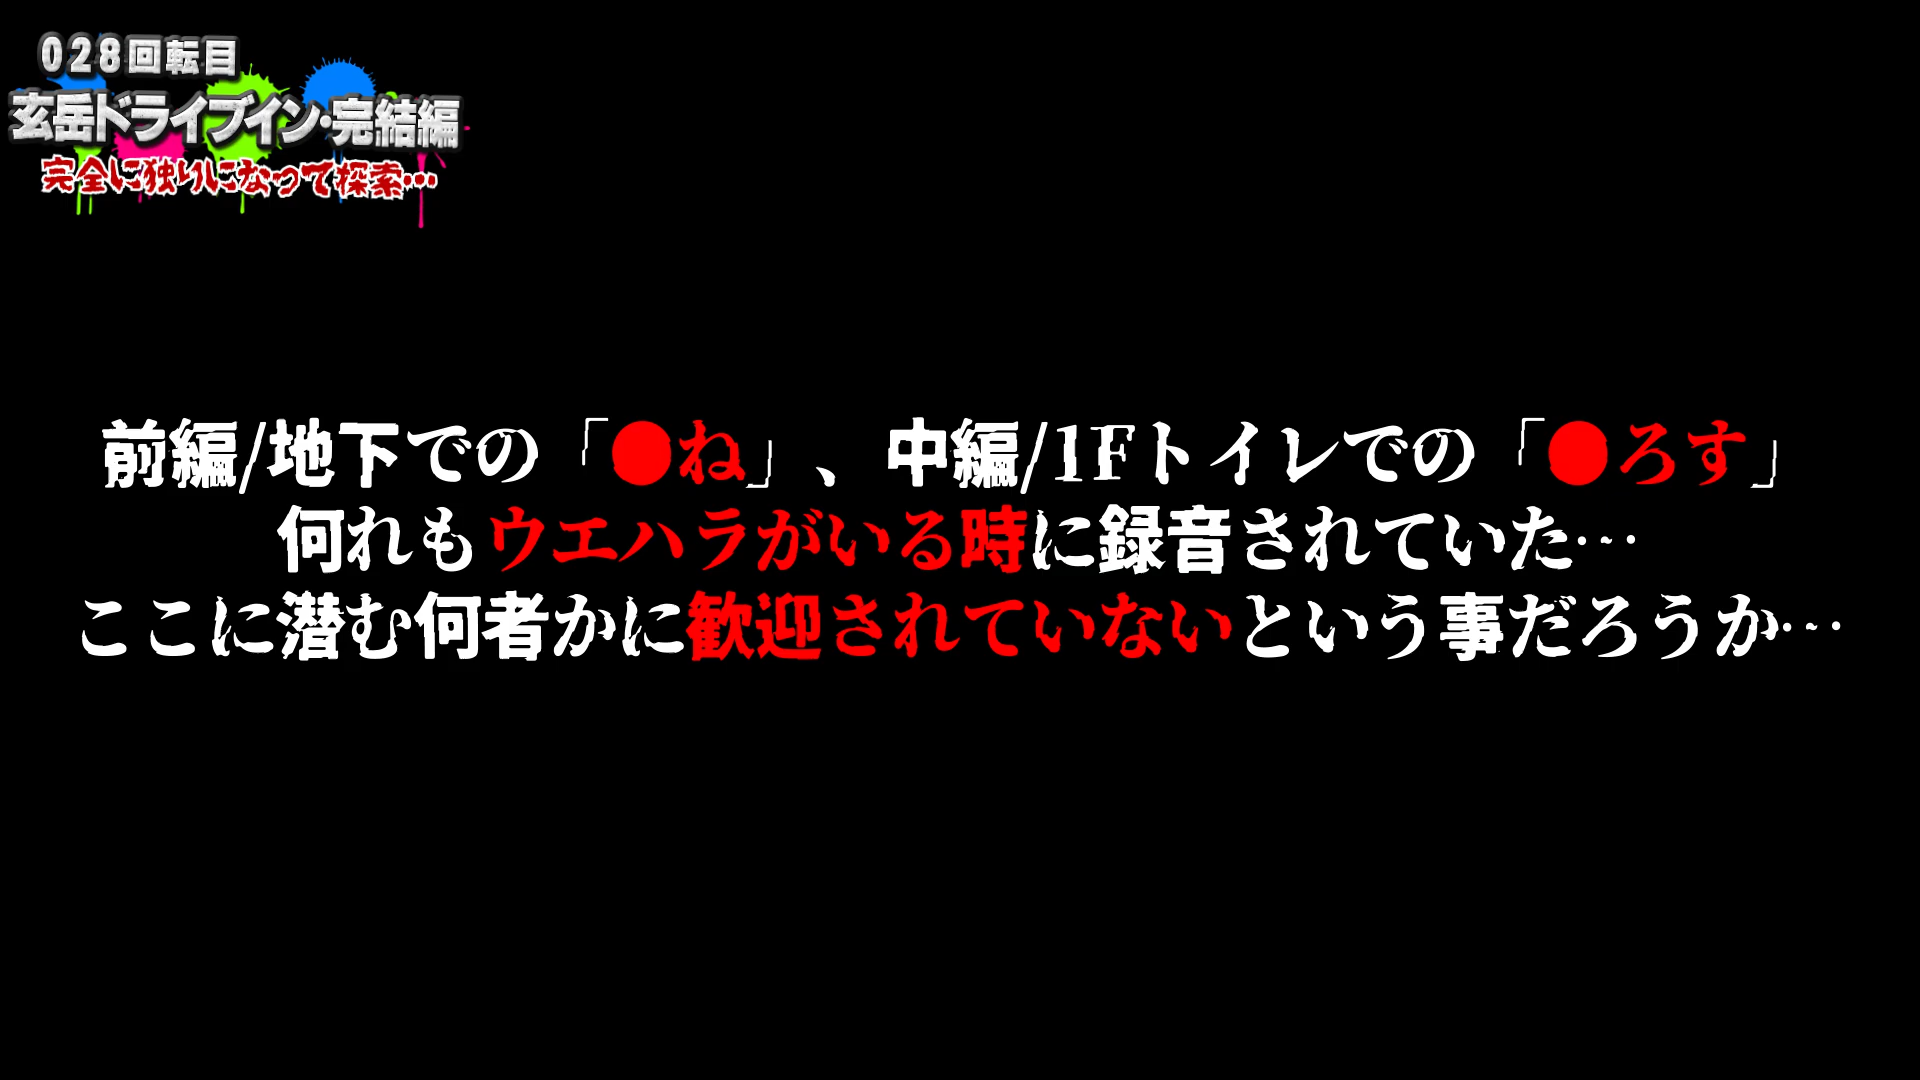 028回転目
玄岳ドライブイン・完結編
完全に独りになって探索…
前編/地下での「●ね」、中編/1Fトイレでの「●ろす」
何れもウエハラがいる時に録音されていた…
ここに潜む何者かに歓迎されていないという事だろうか…